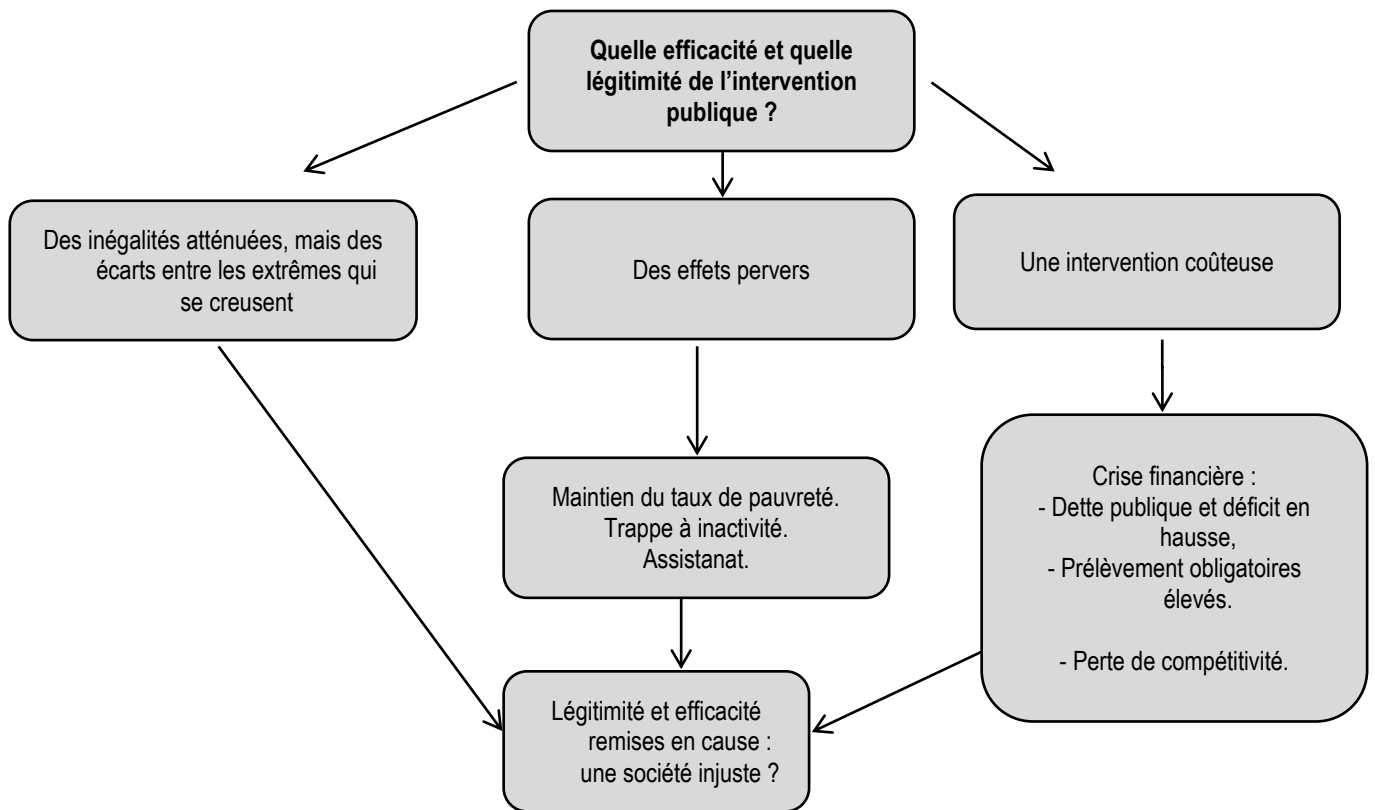 Quelle efficacité et quelle
légitimité de l'intervention
publique ?
Des inégalités atténuées, mais des
écarts entre les extrêmes qui
se creusent
Des effets pervers
Une intervention coûteuse
Maintien du taux de pauvreté.
Trappe à inactivité.
Assistanat.
Crise financière :
- Dette publique et déficit en
hausse,
- Prélèvement obligatoires
élevés.
- Perte de compétitivité.
Légitimité et efficacité
remises en cause :
une société injuste ?